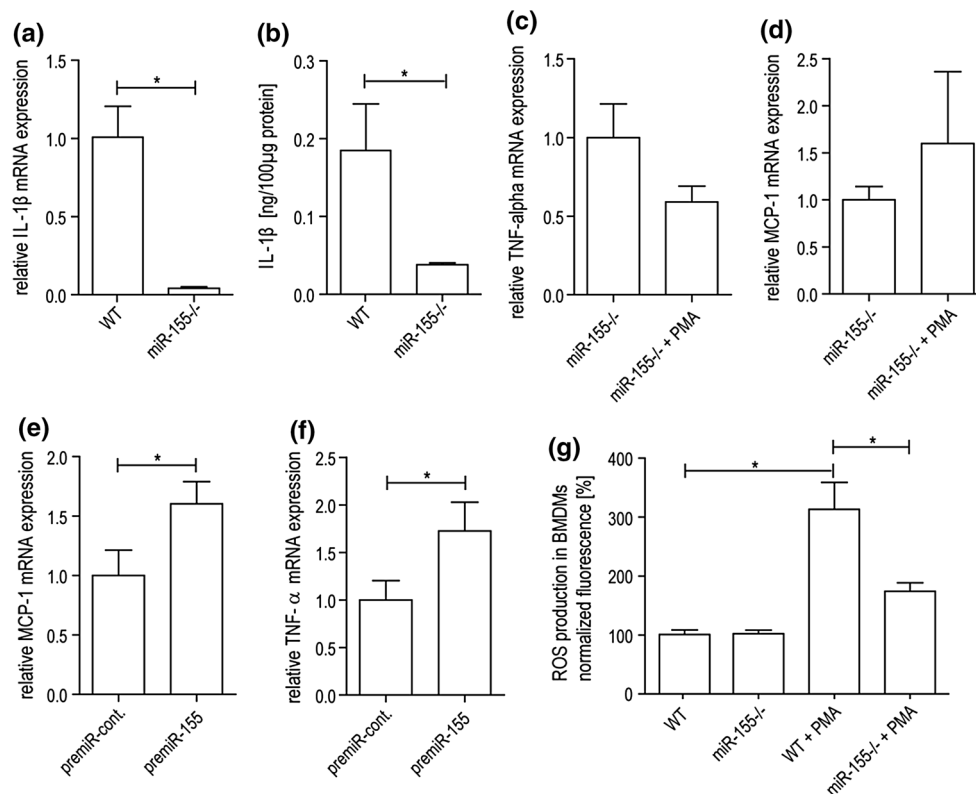 (a)
relative IL-1β mRNA expression
1.5
1.0
0.5
0.0
*
WT
miR-155-/-
(b)
IL-1β [ng/100µg protein]
0.3
0.2
0.1
0.0
*
WT
miR-155-/-
(c)
relative TNF-alpha mRNA expression
1.5
1.0
0.5
0.0
miR-155-/-
miR-155-/- + PMA
(d)
relative MCP-1 mRNA expression
2.5
2.0
1.5
1.0
0.5
0.0
miR-155-/-
miR-155-/- + PMA
(e)
relative MCP-1 mRNA expression
2.0
1.5
1.0
0.5
0.0
*
premiR-cont.
premiR-155
(f)
relative TNF- α mRNA expression
2.5
2.0
1.5
1.0
0.5
0.0
*
premiR-cont.
premiR-155
(g)
ROS production in BMDMs
normalized fluorescence [%]
400
300
200
100
0
*
*
WT
miR-155-/-
WT + PMA
miR-155-/- + PMA